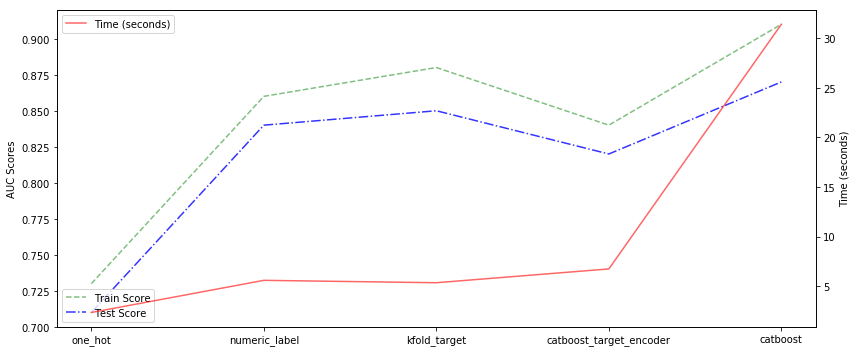 Time (seconds)
0.900
0.875
0.850
0.825
0.800
0.775
0.750
0.725
0.700
AUC Scores
30
25
20
15
10
5
Time (seconds)
Train Score
Test Score
one_hot
numeric_label
kfold_target
catboost_target_encoder
catboost